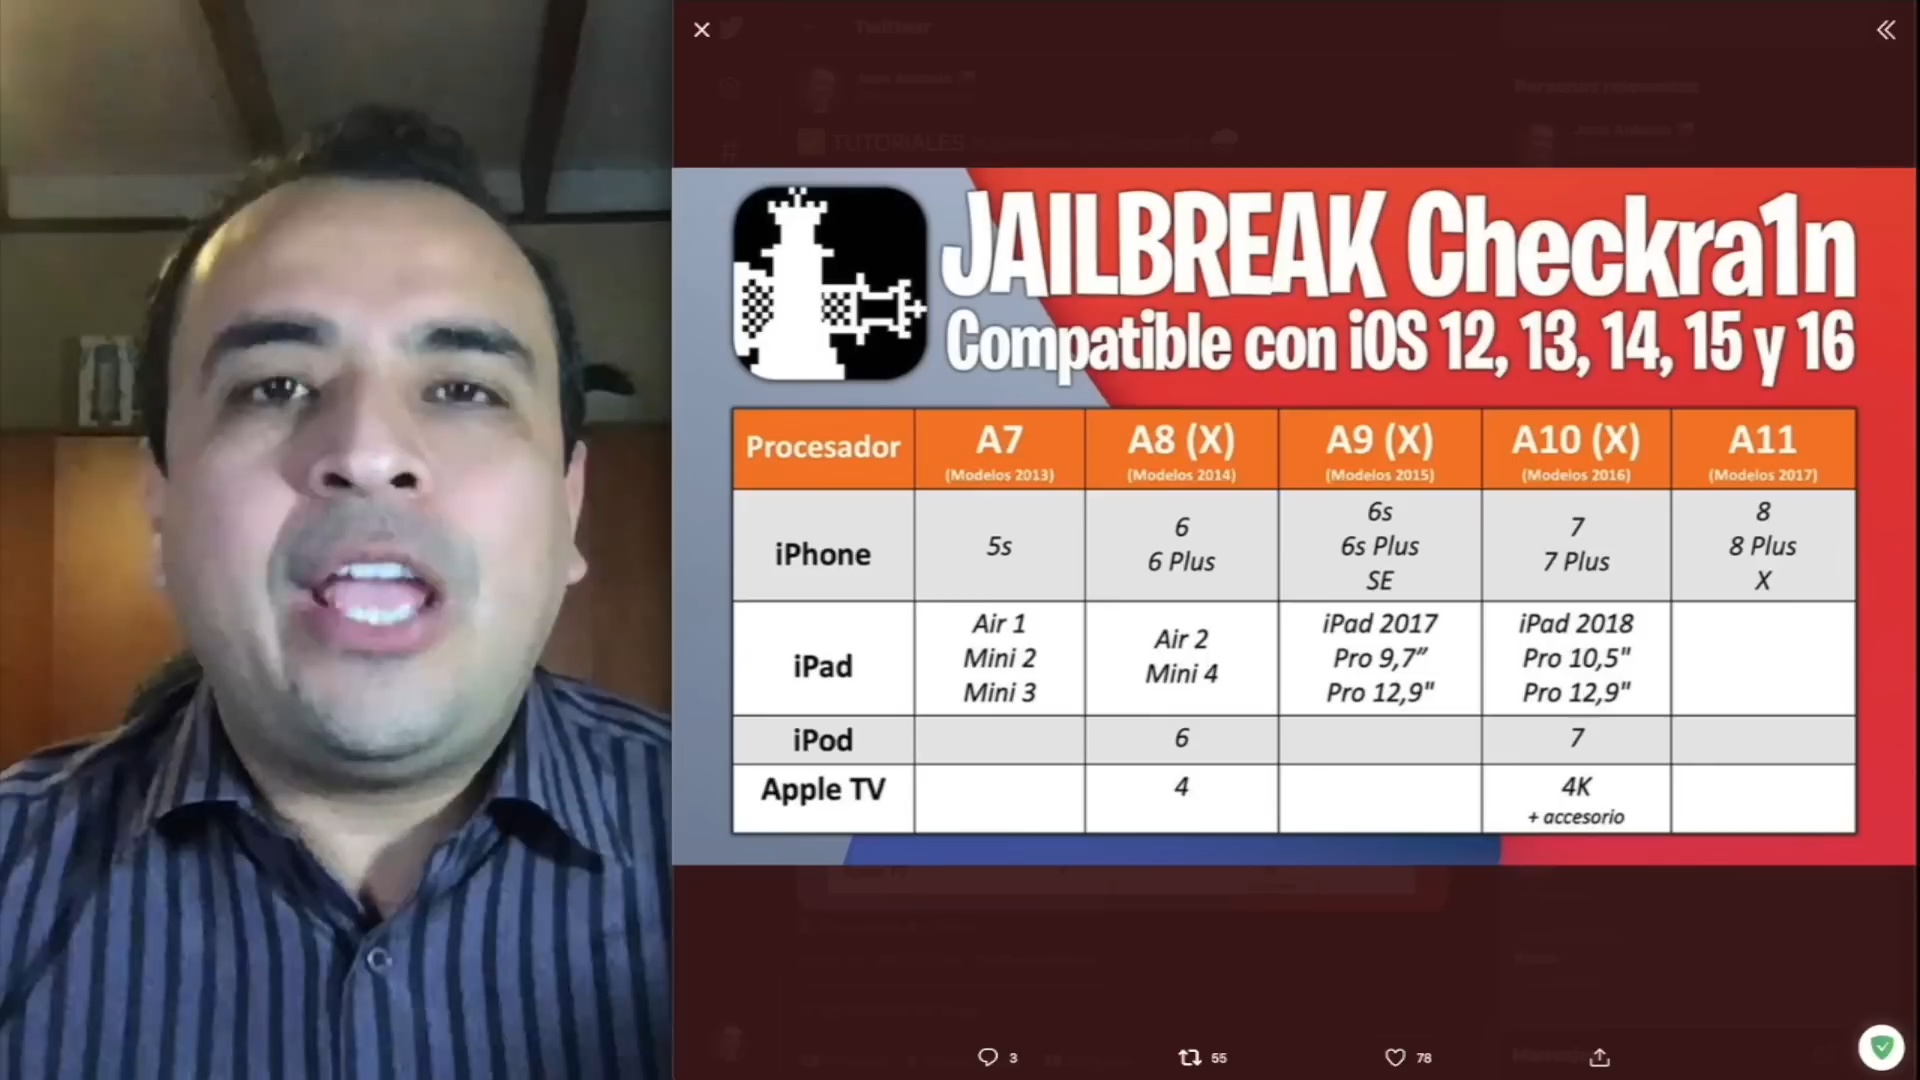 TUTORIALES
JAILBREAK Checkra1n
Compatible con iOS 12, 13, 14, 15 y 16
Procesador A7 A8 (X) A9 (X) A10 (X) A11
(Modelos 2013) (Modelos 2014) (Modelos 2015) (Modelos 2016) (Modelos 2017)
iPhone
5s
6
6 Plus
6s
6s Plus
SE
7
7 Plus
8
8 Plus
X
iPad
Air 1
Mini 2
Mini 3
Air 2
Mini 4
iPad 2017
Pro 9,7”
Pro 12,9"
iPad 2018
Pro 10,5"
Pro 12,9"
iPod 6 7
Apple TV 4 4K
+ accesorio
3 55 78